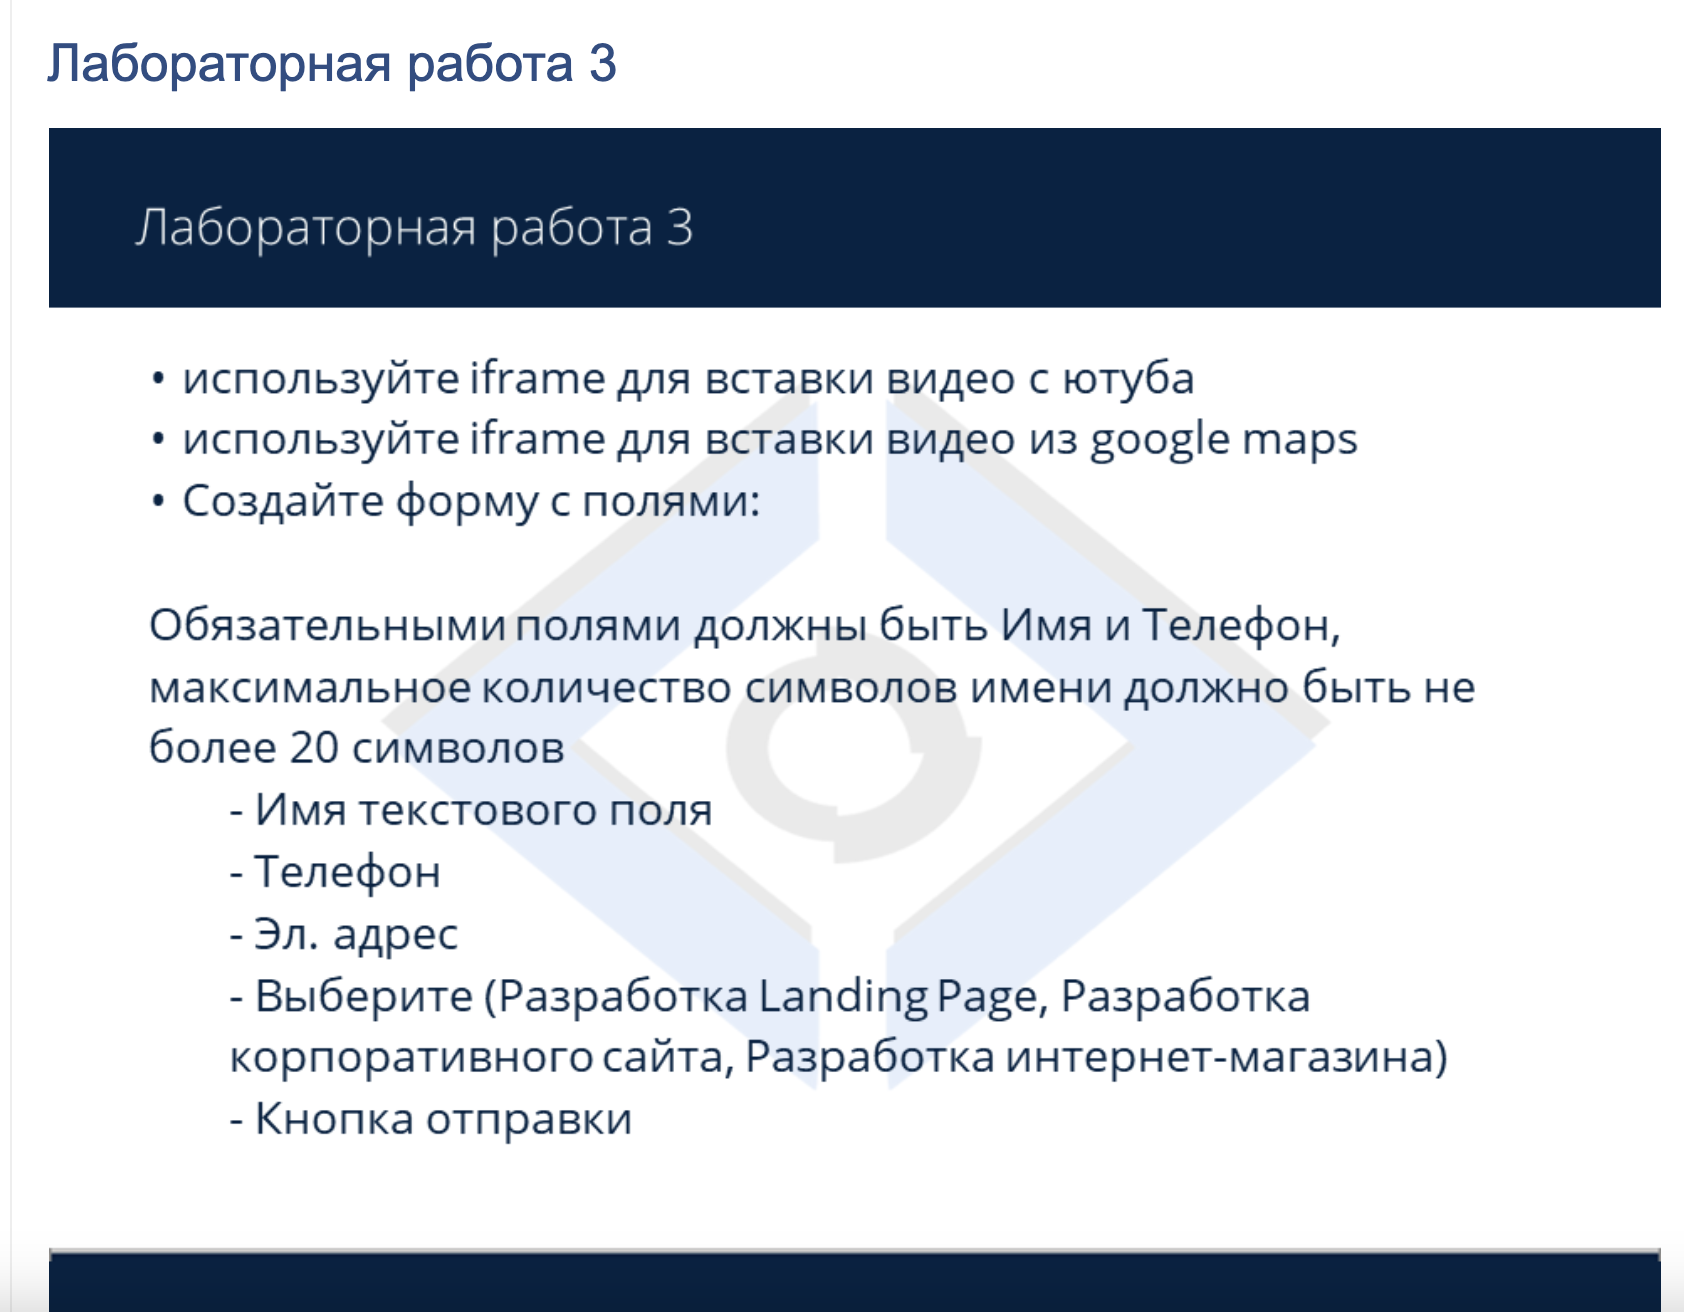 Лабораторная работа 3
Лабораторная работа 3
• используйте iframe для вставки видео с ютуба
• используйте iframe для вставки видео из google maps
• Создайте форму с полями:
Обязательными полями должны быть Имя и Телефон,
максимальное количество символов имени должно быть не
более 20 символов
- Имя текстового поля
- Телефон
- Эл. адрес
- Выберите (Разработка Landing Page, Разработка
корпоративного сайта, Разработка интернет-магазина)
- Кнопка отправки